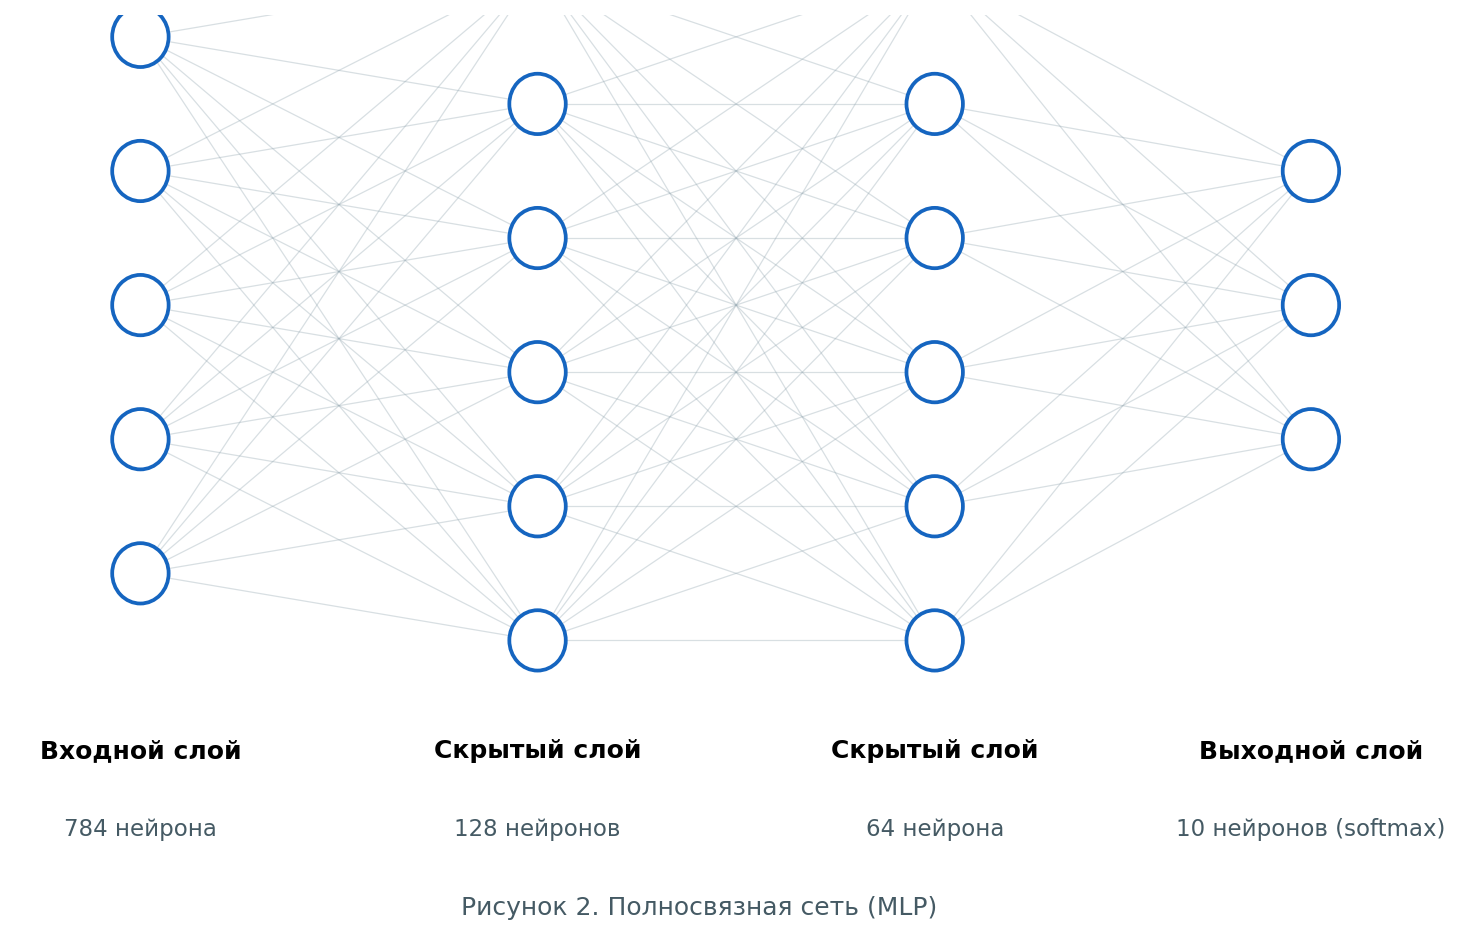 Входной слой
Скрытый слой
Скрытый слой
Выходной слой
784 нейрона
128 нейронов
64 нейрона
10 нейронов (softmax)
Рисунок 2. Полносвязная сеть (MLP)